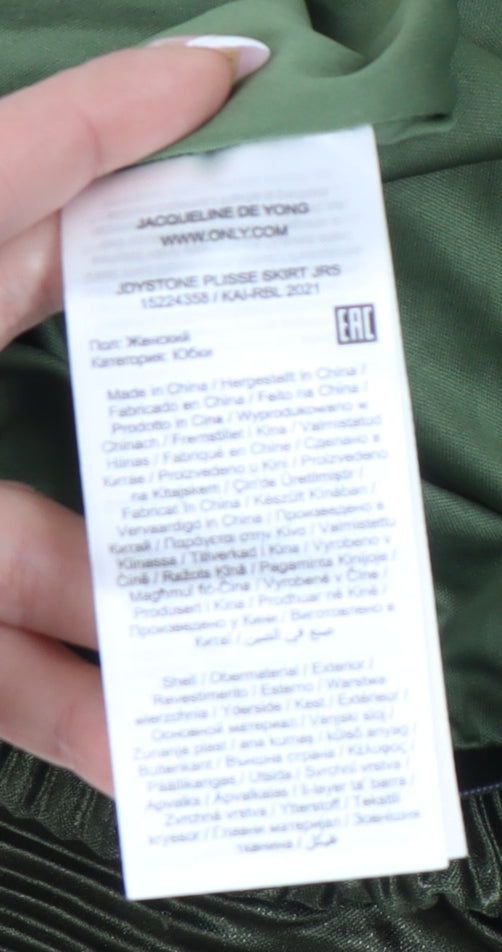 JACQUELINE DE YONG
WWW.ONLY.COM
JDYSTONE PLISSE SKIRT JRS
15224358 / KAI-RBL 2021
EAC
Пол: Женский
Категория: Юбки
Made in China / Hergestellt in China /
Fabricado en China / Feito na China /
Prodotto in Cina / Wyprodukowano w
Chinach / Fremstillet i Kina / Valmistatud
Hiinas / Fabriqué en Chine / Сделано в
Китае / Proizvedeno u Kini / Proizvedeno
na Kitajskem / Çin'de Üretilmiştir /
Fabricat în China / Készült Kínában /
Vervaardigd in China / Произведено в
Китай / Παράγεται στην Κίνα / Valmistettu
Kiinassa / Tillverkad i Kina / Vyrobeno v
Číně / Ražots Ķīnā / Pagaminta Kinijoje /
Magħmul fiċ-Ċina / Vyrobené v Číne /
Produsert i Kina / Prodhuar në Kinë /
Произведено у Кини / Виготовлено в
Китаї / صنع في الصين
Shell / Obermaterial / Exterior /
Revestimento / Esterno / Warstwa
wierzchnia / Yderside / Kest / Extérieur /
Основной материал / Vanjski sloj /
Zunanja plast / ana kumaş / külső anyag /
Buitenkant / Външна страна / Κέλυφος /
Päällikangas / Utsida / Svrchní vrstva /
Apvalks / Apvalkalas / Il-layer ta' barra /
Zvrchná vrstva / Ytterstoff / Tekstil
kryesor / Главни материјал / Зовнішня
тканина / هيكل